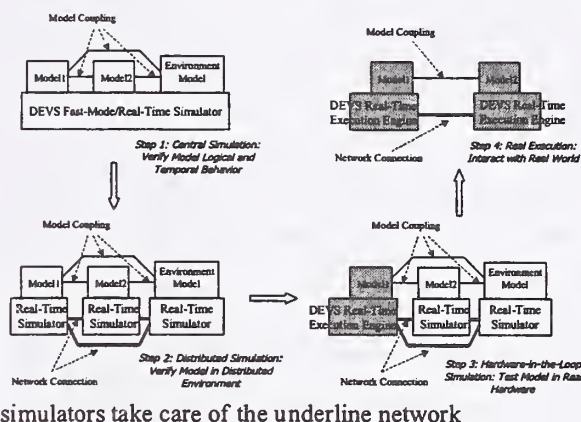 Model Coupling
Model1
Model2
Environment
Model
DEVS Fast-Mode/Real-Time Simulator
Step 1: Central Simulation:
Verify Model Logical and
Temporal Behavior
Model Coupling
Model1
Model2
DEVS Real-Time
Execution Engine
DEVS Real-Time
Execution Engine
Network Connection
Step 4: Real Execution:
Interact with Real World
Model Coupling
Model1
Model2
Environment
Model
Real-Time
Simulator
Real-Time
Simulator
Real-Time
Simulator
Network Connection
Step 2: Distributed Simulation:
Verify Model in Distributed
Environment
Model Coupling
Model1
Model2
Environment
Model
DEVS Real-Time
Execution Engine
Real-Time
Simulator
Real-Time
Simulator
Network Connection
Step 3: Hardware-in-the-Loop
Simulation: Test Model in Real
Hardware
simulators take care of the underline network